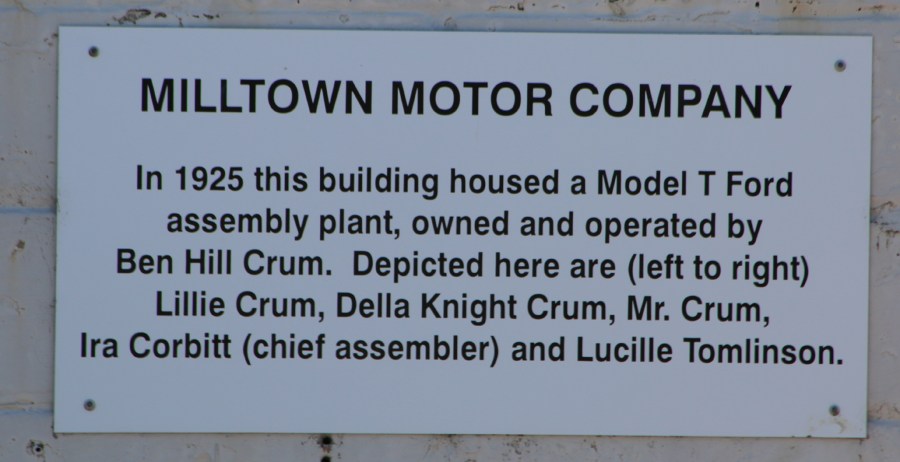 MILLTOWN MOTOR COMPANY
In 1925 this building housed a Model T Ford
assembly plant, owned and operated by
Ben Hill Crum. Depicted here are (left to right)
Lillie Crum, Della Knight Crum, Mr. Crum,
Ira Corbitt (chief assembler) and Lucille Tomlinson.